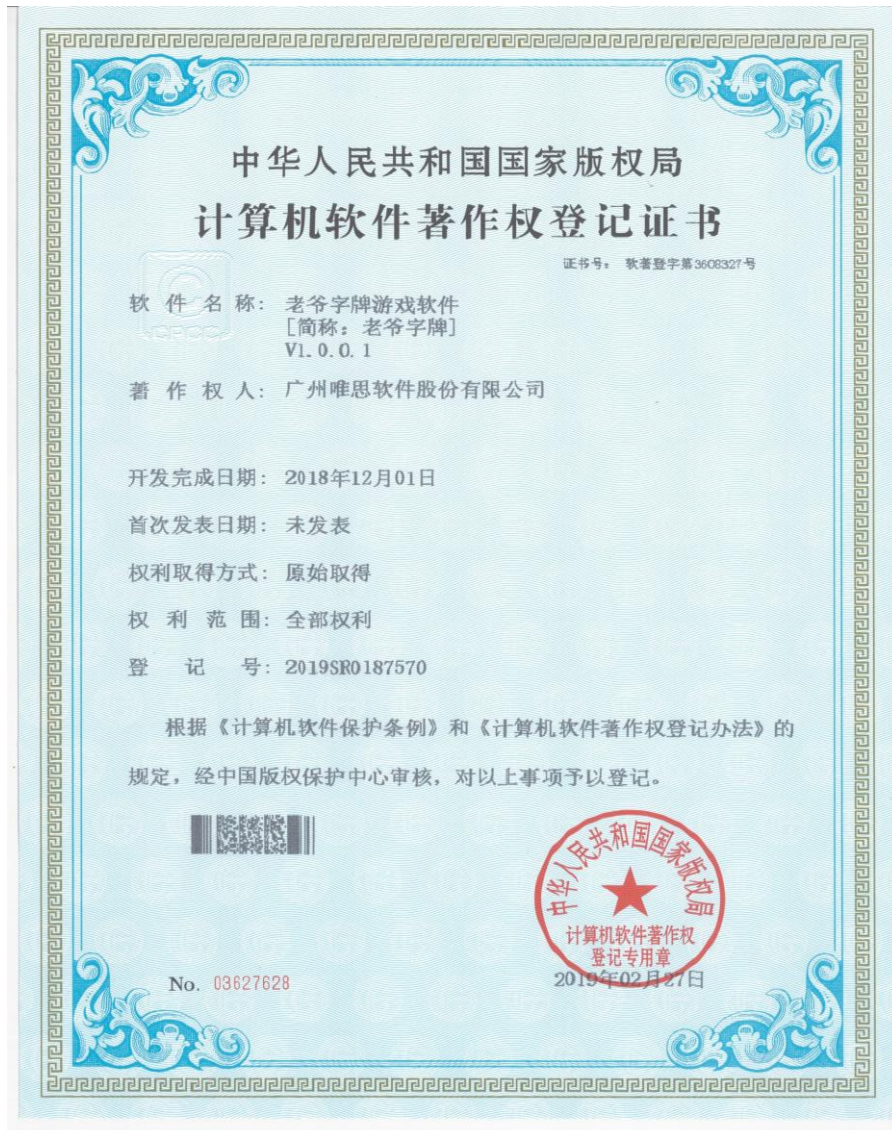 中华人民共和国国家版权局
计算机软件著作权登记证书
证书号: 软著登字第3608327号
软件名称: 老爷字牌游戏软件
[简称:老爷字牌]
V1.0.0.1
著作权人: 广州唯思软件股份有限公司
开发完成日期: 2018年12月01日
首次发表日期: 未发表
权利取得方式: 原始取得
权利范围: 全部权利
登记号: 2019SR0187570
根据《计算机软件保护条例》和《计算机软件著作权登记办法》的
规定，经中国版权保护中心审核，对以上事项予以登记。
中华人民共和国国家版权局
计算机软件著作权
登记专用章
No. 03627628
2019年02月27日